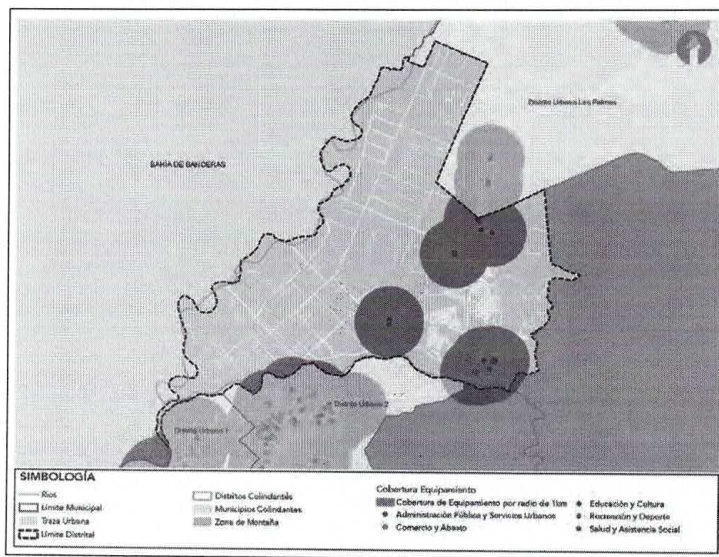 Distrito Urbano Las Palmas
BAHIA DE BANDERAS
Distrito Urbano 2
Distrito Urbano 1
SIMBOLOGÍA
Ríos
Límite Municipal
Traza Urbana
Límite Distrital
Distritos Colindantes
Municipios Colindantes
Zona de Montaña
Cobertura Equipamiento
Cobertura de Equipamiento por radio de 1km
Administración Pública y Servicios Urbanos
Comercio y Abasto
Educación y Cultura
Recreación y Deporte
Salud y Asistencia Social